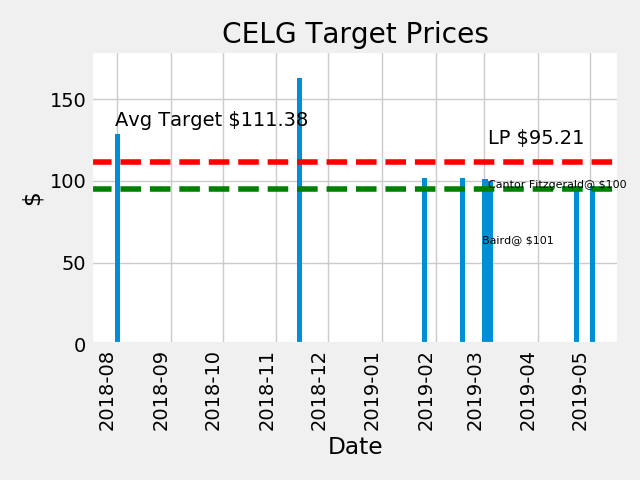 CELG Target Prices
Avg Target $111.38
LP $95.21
Cantor Fitzgerald@ $100
Baird@ $101
$
150
100
50
0
2018-08
2018-09
2018-10
2018-11
2018-12
2019-01
2019-02
2019-03
2019-04
2019-05
Date